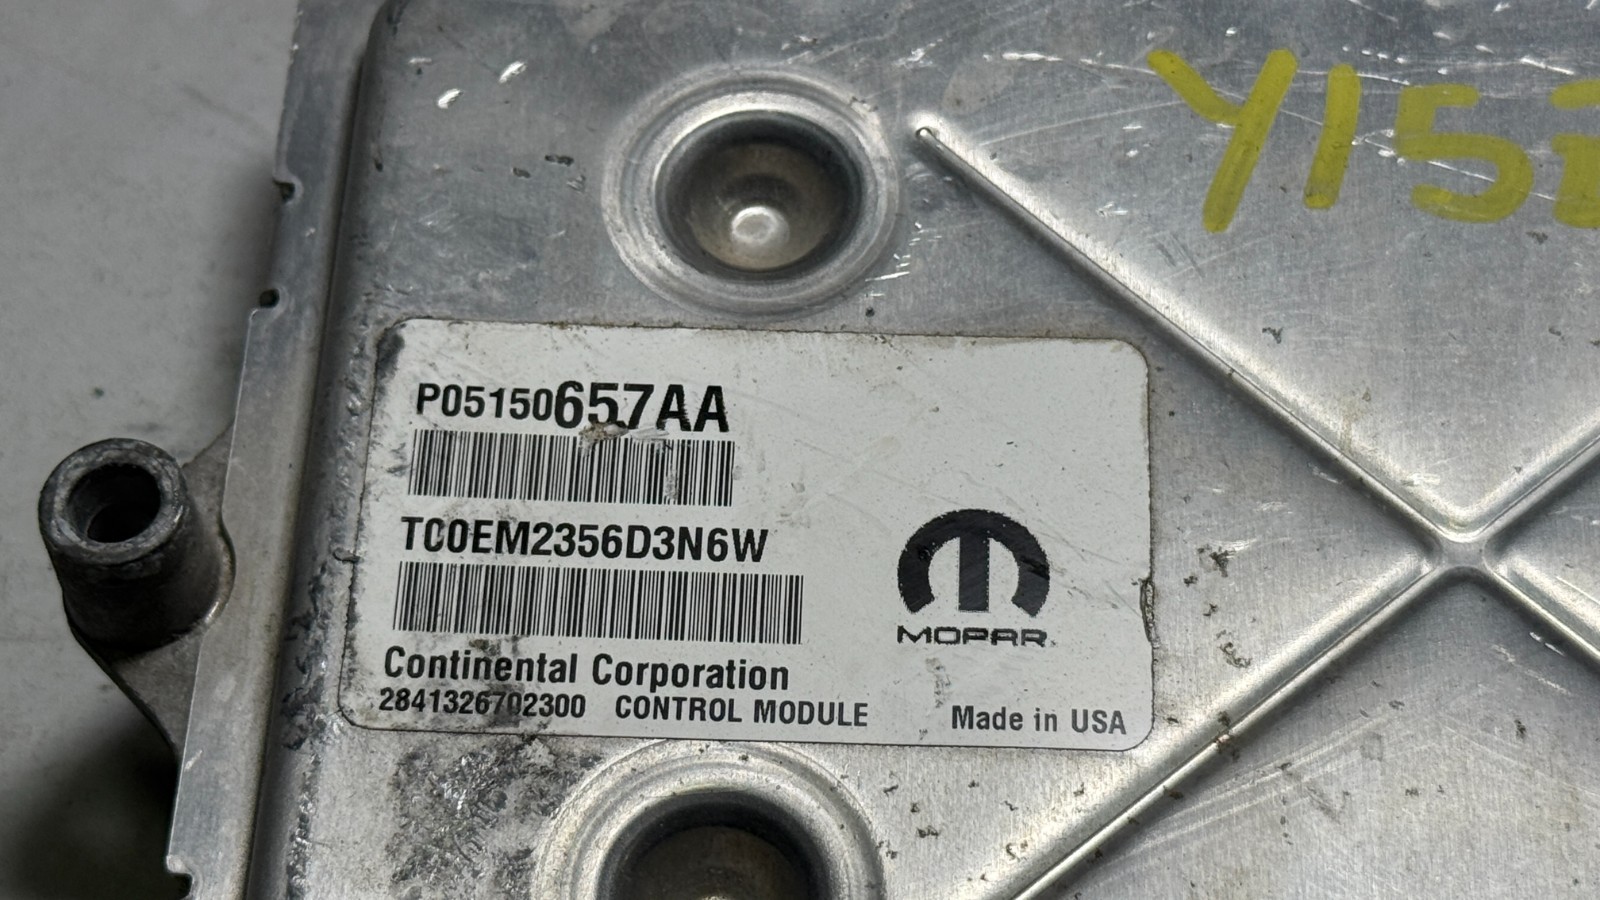 Y15
P05150657AA
TC0EM2356D3N6W
MOPAR
Continental Corporation
2841326702300 CONTROL MODULE
Made in USA